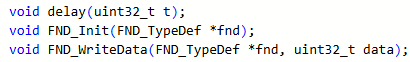 void delay(uint32_t t);
void FND_Init(FND_TypeDef *fnd);
void FND_WriteData(FND_TypeDef *fnd, uint32_t data);